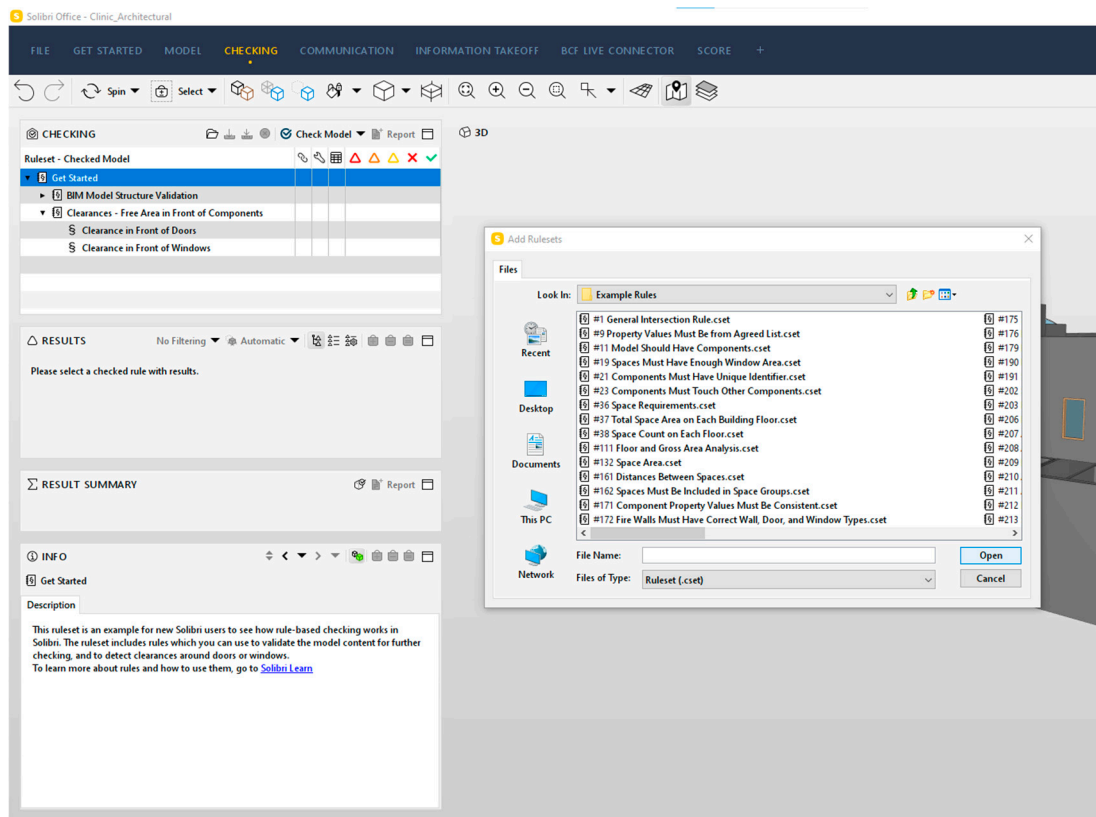 Solibri Office - Clinic_Architectural
FILE GET STARTED MODEL CHECKING COMMUNICATION INFORMATION TAKEOFF BCF LIVE CONNECTOR SCORE +
Spin Select
CHECKING Check Model Report
3D
Ruleset - Checked Model
§ Get Started
§ BIM Model Structure Validation
§ Clearances - Free Area in Front of Components
§ Clearance in Front of Doors
§ Clearance in Front of Windows
RESULTS No Filtering Automatic
Please select a checked rule with results.
RESULT SUMMARY Report
INFO
Get Started
Description
This ruleset is an example for new Solibri users to see how rule-based checking works in
Solibri. The ruleset includes rules which you can use to validate the model content for further
checking, and to detect clearances around doors or windows.
To learn more about rules and how to use them, go to Solibri Learn
S Add Rulesets
Files
Look In: Example Rules
Recent
Desktop
Documents
This PC
Network
#1 General Intersection Rule.cset #175
#9 Property Values Must Be from Agreed List.cset #176
#11 Model Should Have Components.cset #179
#19 Spaces Must Have Enough Window Area.cset #190
#21 Components Must Have Unique Identifier.cset #191
#23 Components Must Touch Other Components.cset #202
#36 Space Requirements.cset #203
#37 Total Space Area on Each Building Floor.cset #206
#38 Space Count on Each Floor.cset #207
#111 Floor and Gross Area Analysis.cset #208
#132 Space Area.cset #209
#161 Distances Between Spaces.cset #210
#162 Spaces Must Be Included in Space Groups.cset #211
#171 Component Property Values Must Be Consistent.cset #212
#172 Fire Walls Must Have Correct Wall, Door, and Window Types.cset #213
File Name: Open
Files of Type: Ruleset (.cset) Cancel